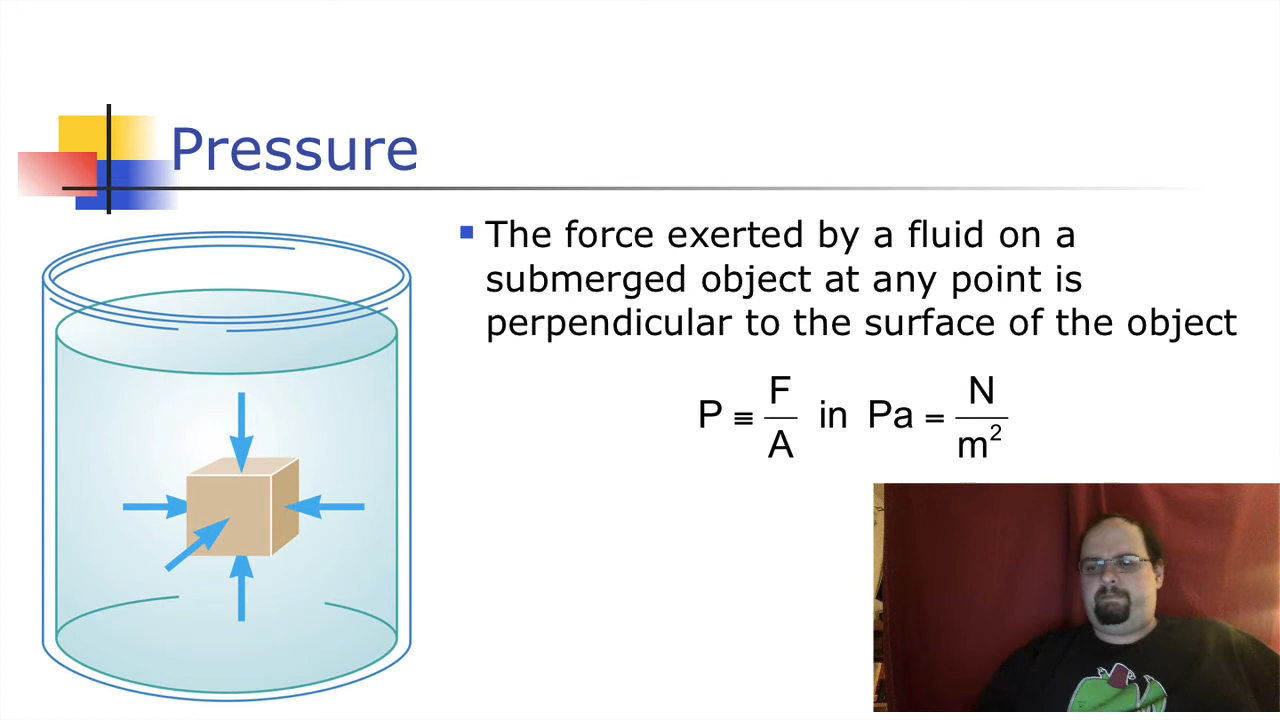 Pressure
The force exerted by a fluid on a
submerged object at any point is
perpendicular to the surface of the object
P ≡ F/A in Pa = N/m²